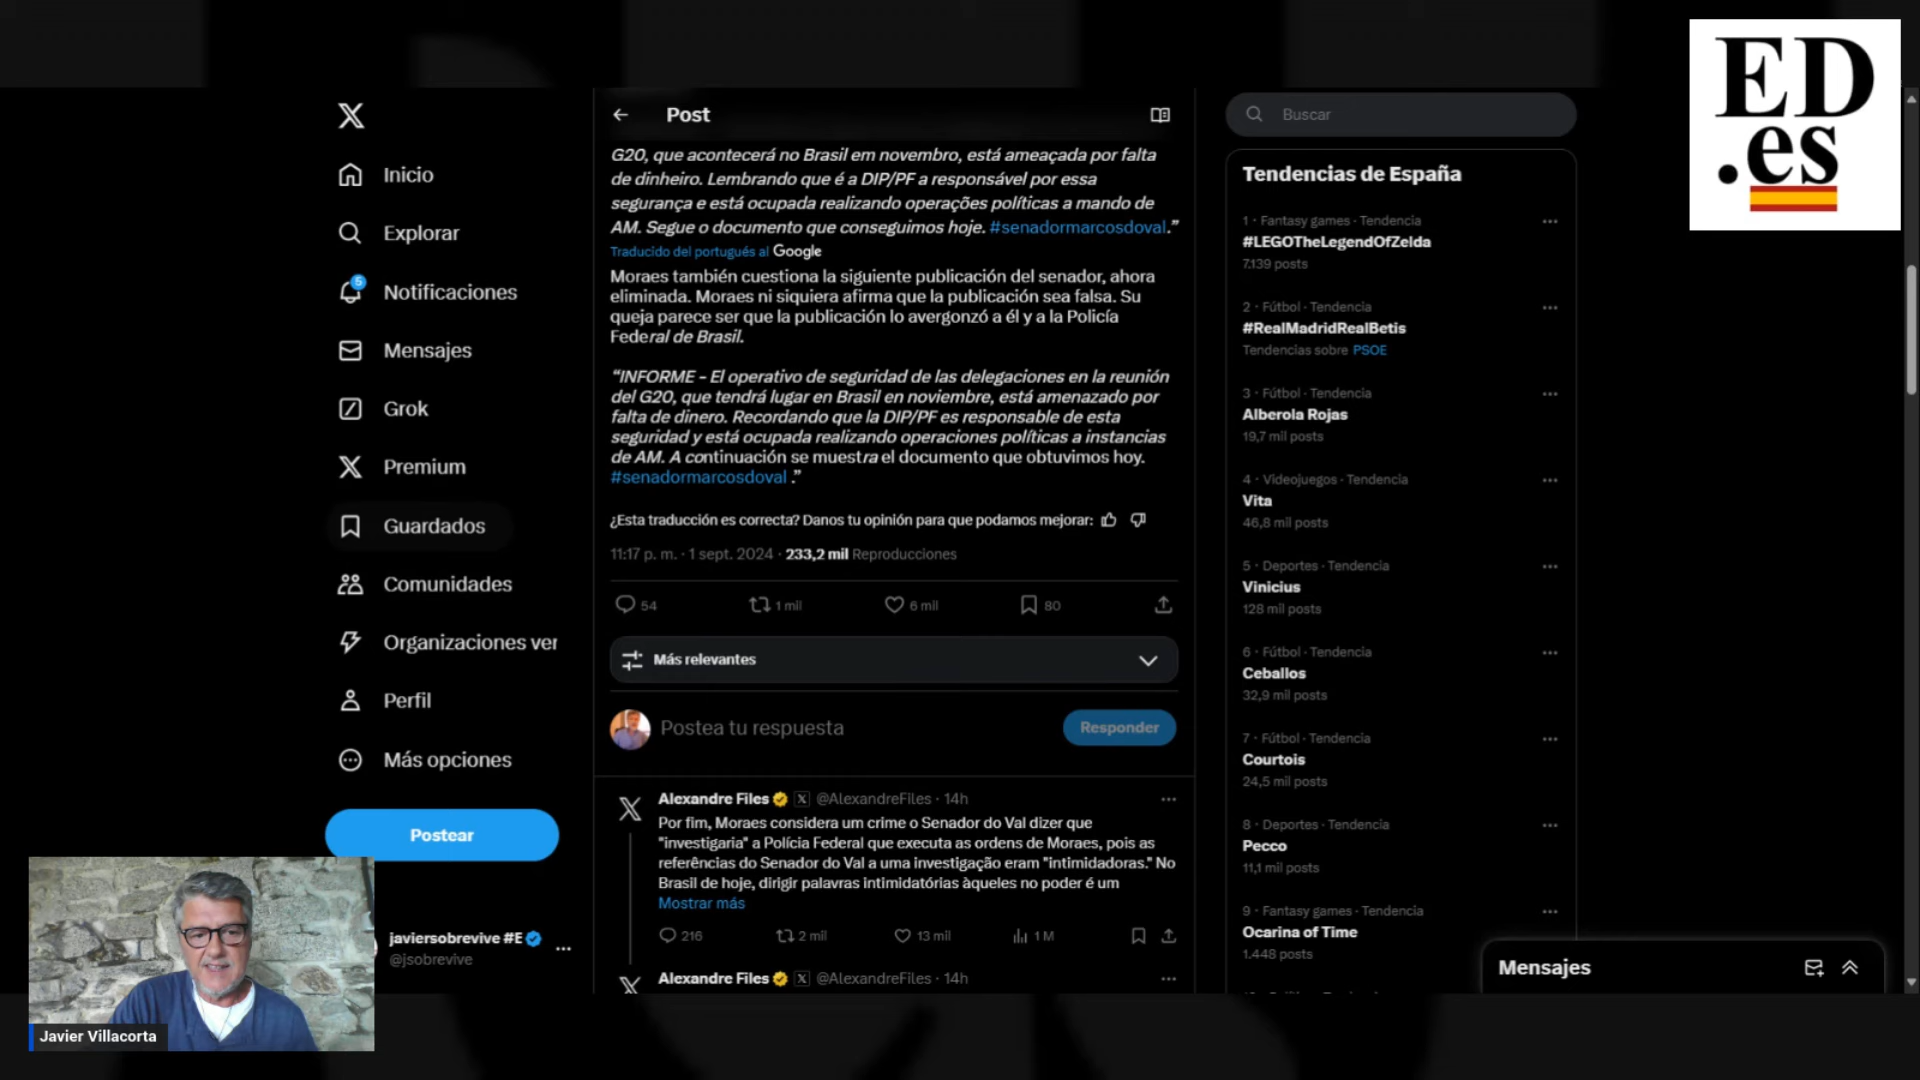 ED
.es
Inicio
Explorar
5
Notificaciones
Mensajes
Grok
Premium
Guardados
Comunidades
Organizaciones ver
Perfil
Más opciones
Postear
javiersobrevive #E
@jsobrevive
Javier Villacorta
Post
G20, que acontecerá no Brasil em novembro, está ameaçada por falta
de dinheiro. Lembrando que é a DIP/PF a responsável por essa
segurança e está ocupada realizando operações políticas a mando de
AM. Segue o documento que conseguimos hoje. #senadormarcosdoval.”
Traducido del portugués al Google
Moraes también cuestiona la siguiente publicación del senador, ahora
eliminada. Moraes ni siquiera afirma que la publicación sea falsa. Su
queja parece ser que la publicación lo avergonzó a él y a la Policía
Federal de Brasil.
“INFORME - El operativo de seguridad de las delegaciones en la reunión
del G20, que tendrá lugar en Brasil en noviembre, está amenazado por
falta de dinero. Recordando que la DIP/PF es responsable de esta
seguridad y está ocupada realizando operaciones políticas a instancias
de AM. A continuación se muestra el documento que obtuvimos hoy.
#senadormarcosdoval .”
¿Esta traducción es correcta? Danos tu opinión para que podamos mejorar:
11:17 p. m. · 1 sept. 2024 · 233,2 mil Reproducciones
54 1 mil 6 mil 80
Más relevantes
Postea tu respuesta
Responder
Alexandre Files @AlexandreFiles · 14h
Por fim, Moraes considera um crime o Senador do Val dizer que
"investigaria" a Polícia Federal que executa as ordens de Moraes, pois as
referências do Senador do Val a uma investigação eram "intimidadoras." No
Brasil de hoje, dirigir palavras intimidatórias àqueles no poder é um
Mostrar más
216 2 mil 13 mil 1 M
Alexandre Files @AlexandreFiles · 14h
Buscar
Tendencias de España
1 · Fantasy games · Tendencia
#LEGOTheLegendOfZelda
7.139 posts
2 · Fútbol · Tendencia
#RealMadridRealBetis
Tendencias sobre PSOE
3 · Fútbol · Tendencia
Alberola Rojas
19,7 mil posts
4 · Videojuegos · Tendencia
Vita
46,8 mil posts
5 · Deportes · Tendencia
Vinicius
128 mil posts
6 · Fútbol · Tendencia
Ceballos
32,9 mil posts
7 · Fútbol · Tendencia
Courtois
24,5 mil posts
8 · Deportes · Tendencia
Pecco
11,1 mil posts
9 · Fantasy games · Tendencia
Ocarina of Time
1.448 posts
Mensajes